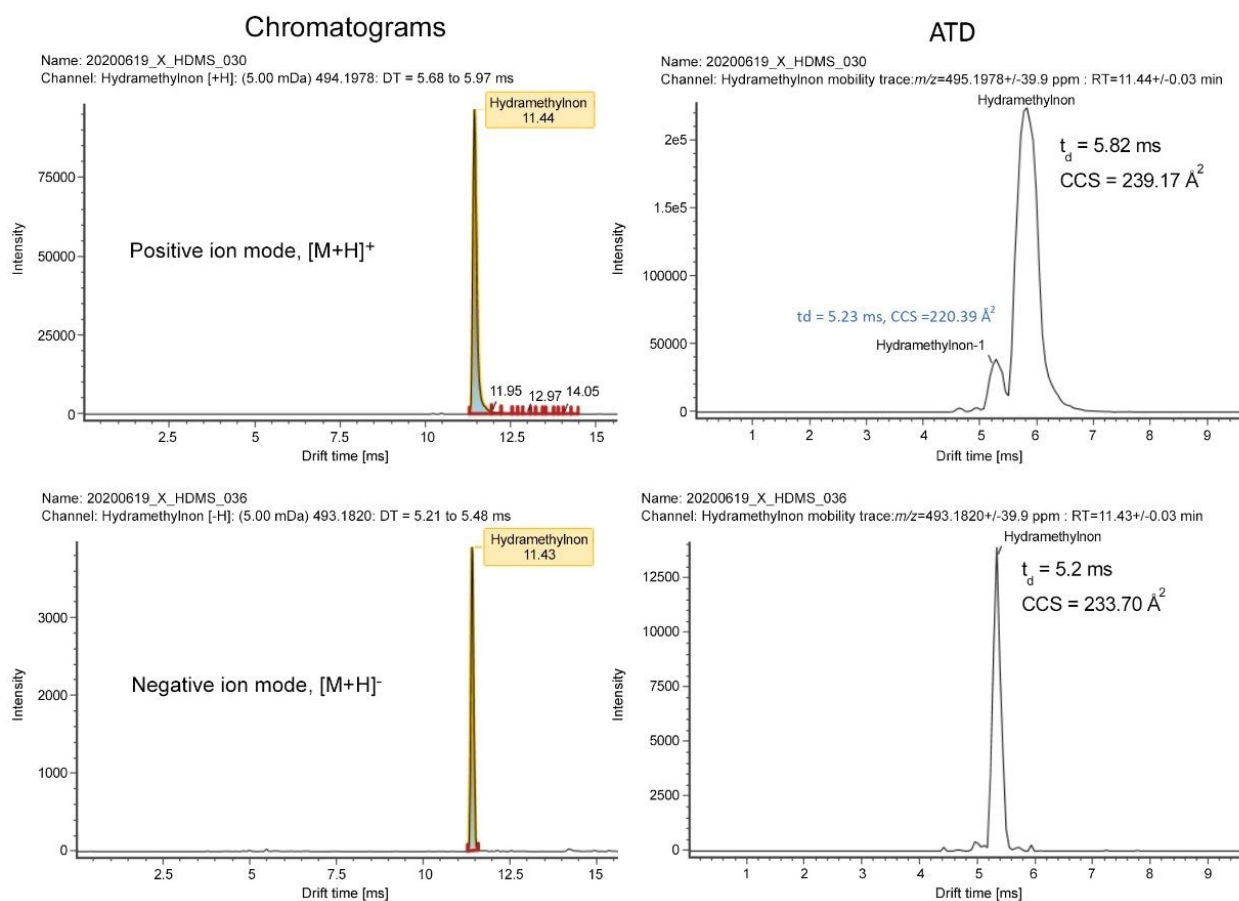 Chromatograms
Name: 20200619_X_HDMS_030
Channel: Hydramethylnon [+H]: (5.00 mDa) 494.1978: DT = 5.68 to 5.97 ms
Hydramethylnon
11.44
75000
50000
25000
0
Intensity
Positive ion mode, [M+H]⁺
11.95
12.97
14.05
2.5
5
7.5
10
12.5
15
Drift time [ms]
ATD
Name: 20200619_X_HDMS_030
Channel: Hydramethylnon mobility trace:m/z=495.1978+/-39.9 ppm : RT=11.44+/-0.03 min
Hydramethylnon
t_d = 5.82 ms
CCS = 239.17 Å²
2e5
1.5e5
100000
50000
0
Intensity
td = 5.23 ms, CCS =220.39 Å²
Hydramethylnon-1
1
2
3
4
5
6
7
8
9
Drift time [ms]
Name: 20200619_X_HDMS_036
Channel: Hydramethylnon [-H]: (5.00 mDa) 493.1820: DT = 5.21 to 5.48 ms
Hydramethylnon
11.43
3000
2000
1000
0
Intensity
Negative ion mode, [M+H]⁻
2.5
5
7.5
10
12.5
15
Drift time [ms]
Name: 20200619_X_HDMS_036
Channel: Hydramethylnon mobility trace:m/z=493.1820+/-39.9 ppm : RT=11.43+/-0.03 min
Hydramethylnon
t_d = 5.2 ms
CCS = 233.70 Å²
12500
10000
7500
5000
2500
0
Intensity
1
2
3
4
5
6
7
8
9
Drift time [ms]